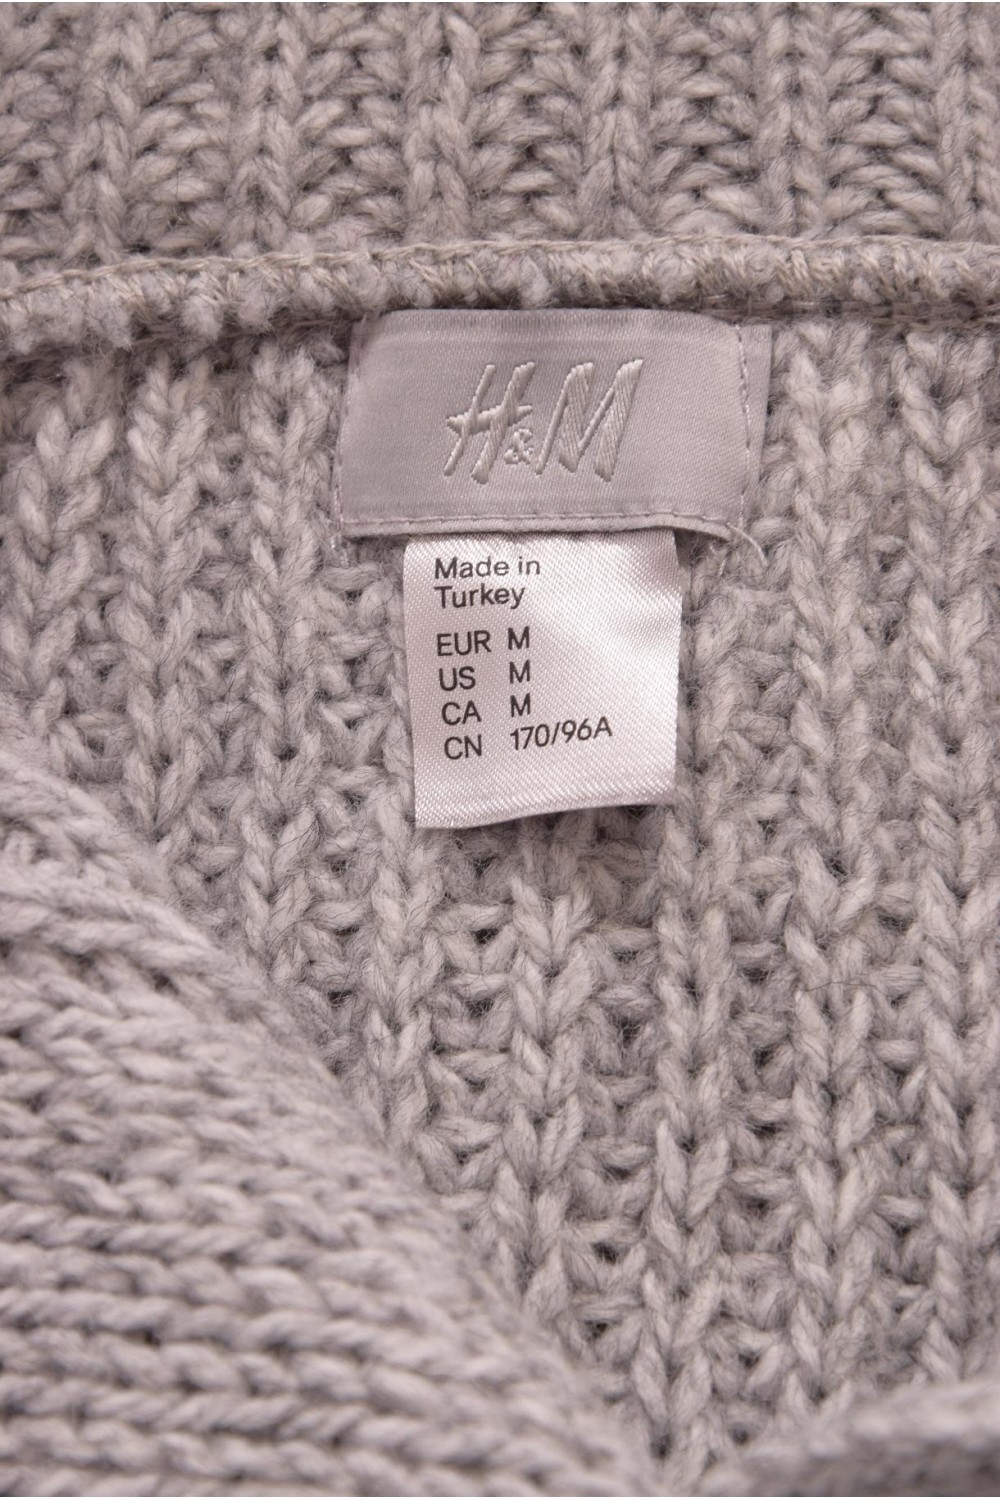 H&M
Made in
Turkey
EUR M
US M
CA M
CN 170/96A